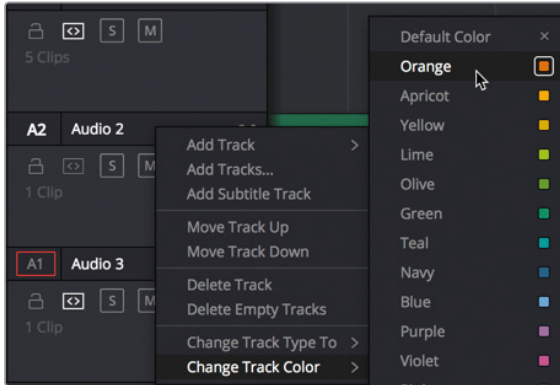 S M
5 Clips
A2 Audio 2
S M
1 Clip
A1 Audio 3
S M
1 Clip
Add Track
Add Tracks...
Add Subtitle Track
Move Track Up
Move Track Down
Delete Track
Delete Empty Tracks
Change Track Type To
Change Track Color
Default Color
Orange
Apricot
Yellow
Lime
Olive
Green
Teal
Navy
Blue
Purple
Violet